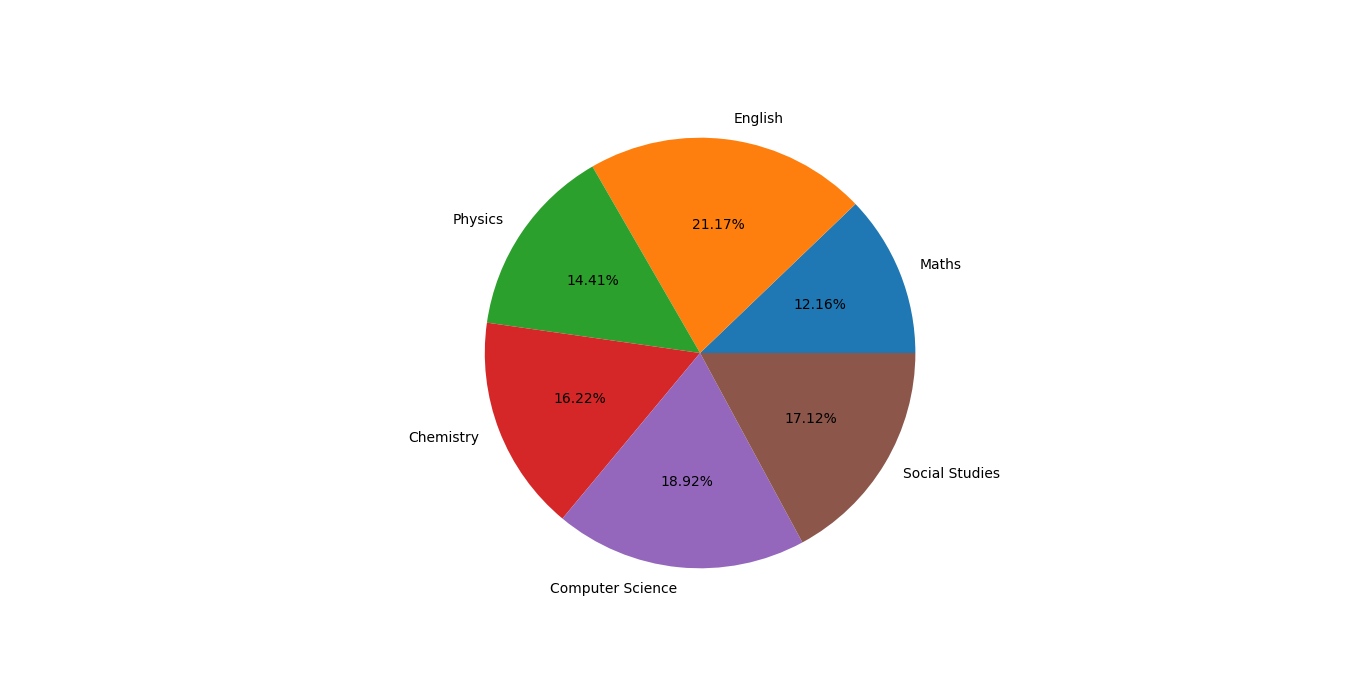 English
Physics
21.17%
Maths
14.41%
12.16%
16.22%
17.12%
Chemistry
Social Studies
18.92%
Computer Science